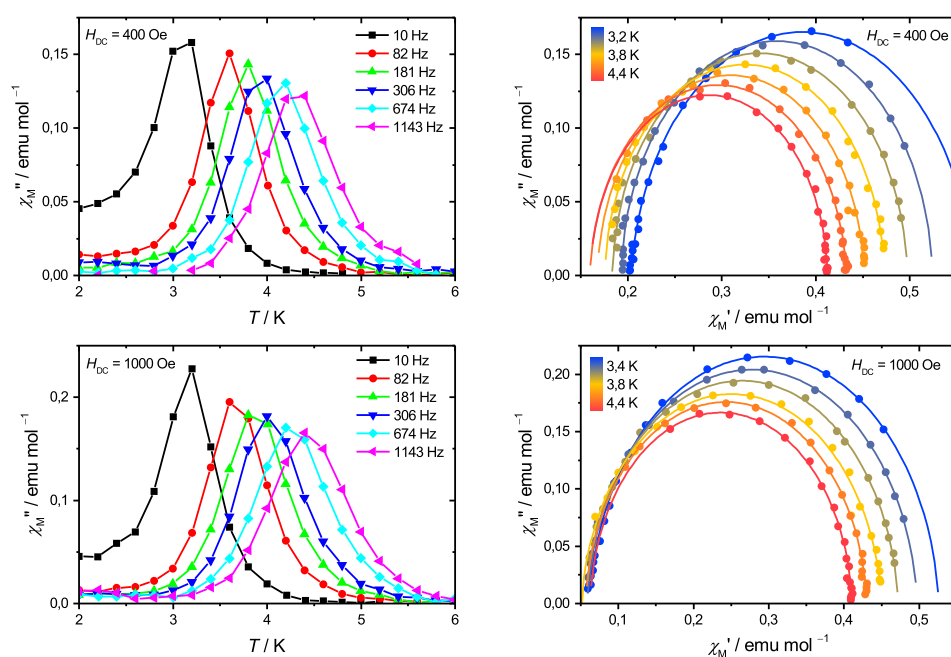 H_DC = 400 Oe
10 Hz
82 Hz
181 Hz
306 Hz
674 Hz
1143 Hz
χ_M'' / emu mol⁻¹
0,15
0,10
0,05
0,00
2 3 4 5 6
T / K
3,2 K
3,8 K
4,4 K
H_DC = 400 Oe
χ_M'' / emu mol⁻¹
0,15
0,10
0,05
0,00
0,2 0,3 0,4 0,5
χ_M' / emu mol⁻¹
H_DC = 1000 Oe
10 Hz
82 Hz
181 Hz
306 Hz
674 Hz
1143 Hz
χ_M'' / emu mol⁻¹
0,2
0,1
0,0
2 3 4 5 6
T / K
3,4 K
3,8 K
4,4 K
H_DC = 1000 Oe
χ_M'' / emu mol⁻¹
0,20
0,15
0,10
0,05
0,00
0,1 0,2 0,3 0,4 0,5
χ_M' / emu mol⁻¹